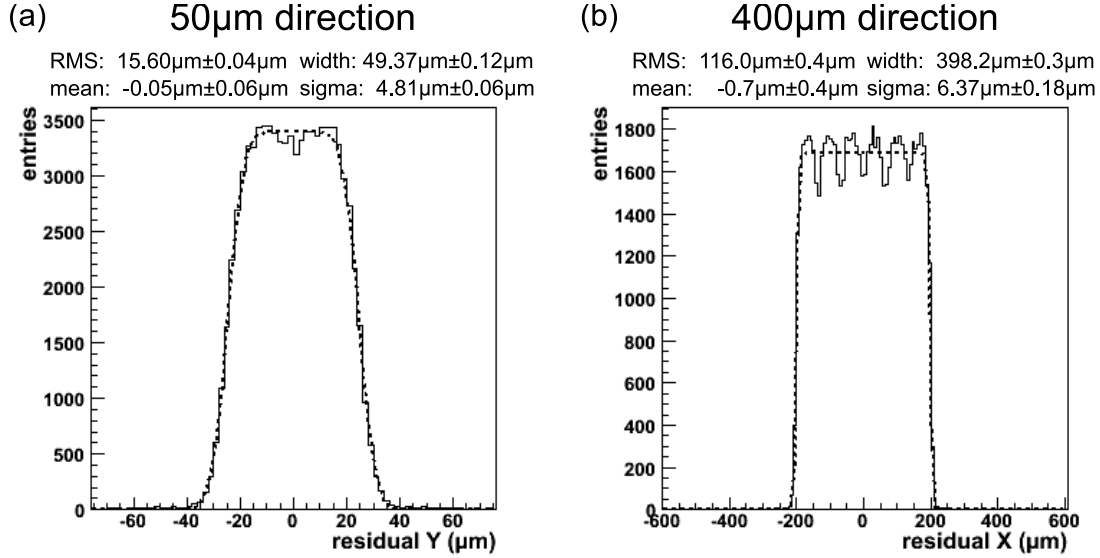 (a) 50μm direction
RMS: 15.60μm±0.04μm width: 49.37μm±0.12μm
mean: -0.05μm±0.06μm sigma: 4.81μm±0.06μm
entries
3500
3000
2500
2000
1500
1000
500
0
-60 -40 -20 0 20 40 60
residual Y (μm)
(b) 400μm direction
RMS: 116.0μm±0.4μm width: 398.2μm±0.3μm
mean: -0.7μm±0.4μm sigma: 6.37μm±0.18μm
entries
1800
1600
1400
1200
1000
800
600
400
200
0
-600 -400 -200 0 200 400 600
residual X (μm)